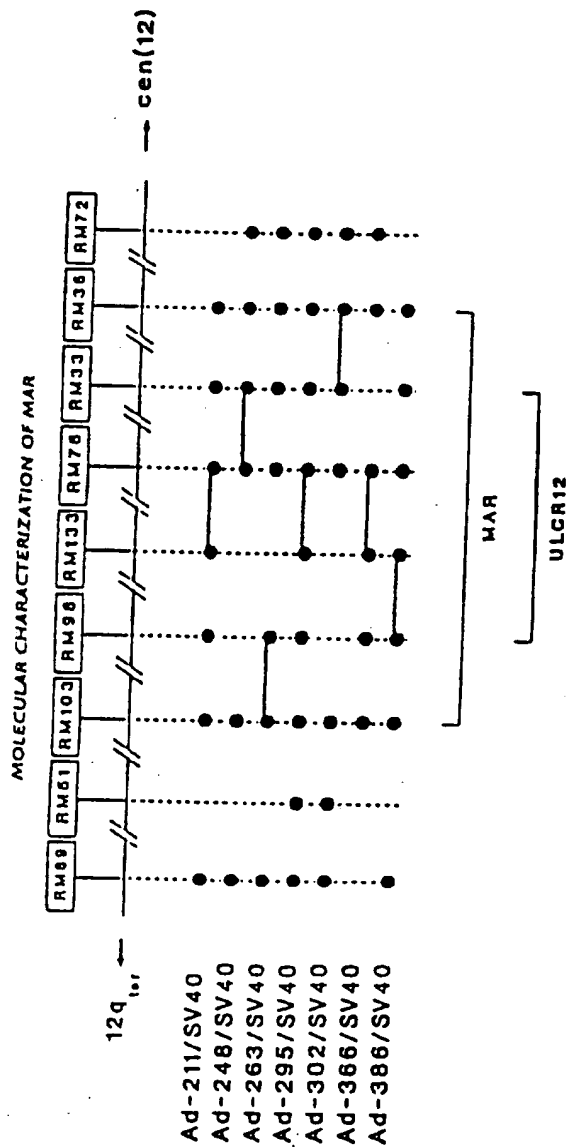 MOLECULAR CHARACTERIZATION OF MAR
RM89 RM61 RM103 RM98 RM133 RM76 RM33 RM36 RM72
12q ter
cen(12)
Ad-211/SV40
Ad-248/SV40
Ad-263/SV40
Ad-295/SV40
Ad-302/SV40
Ad-366/SV40
Ad-386/SV40
MAR
ULCR12